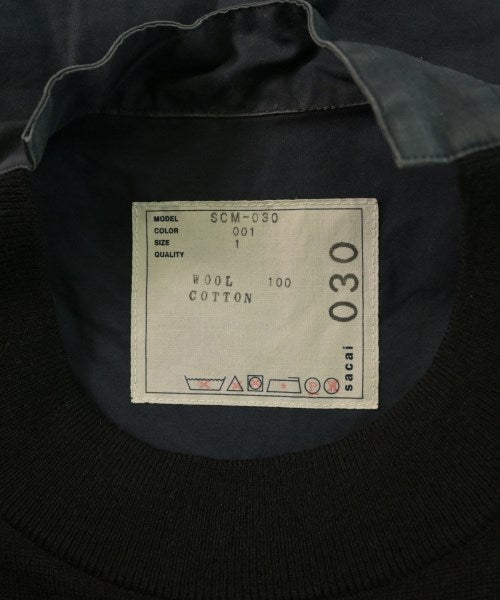 MODEL SCM-030
COLOR 001
SIZE 1
QUALITY
WOOL 100
COTTON
sacai 030